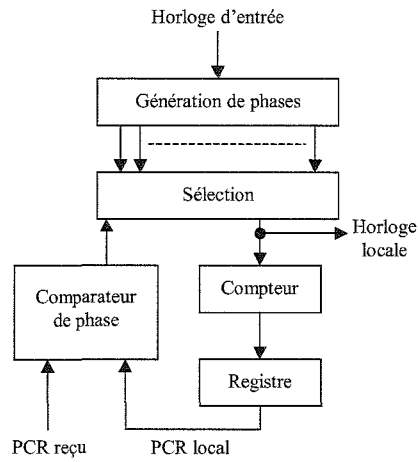 Horloge d'entrée
Génération de phases
Sélection
Horloge
locale
Comparateur
de phase
Compteur
Registre
PCR reçu
PCR local